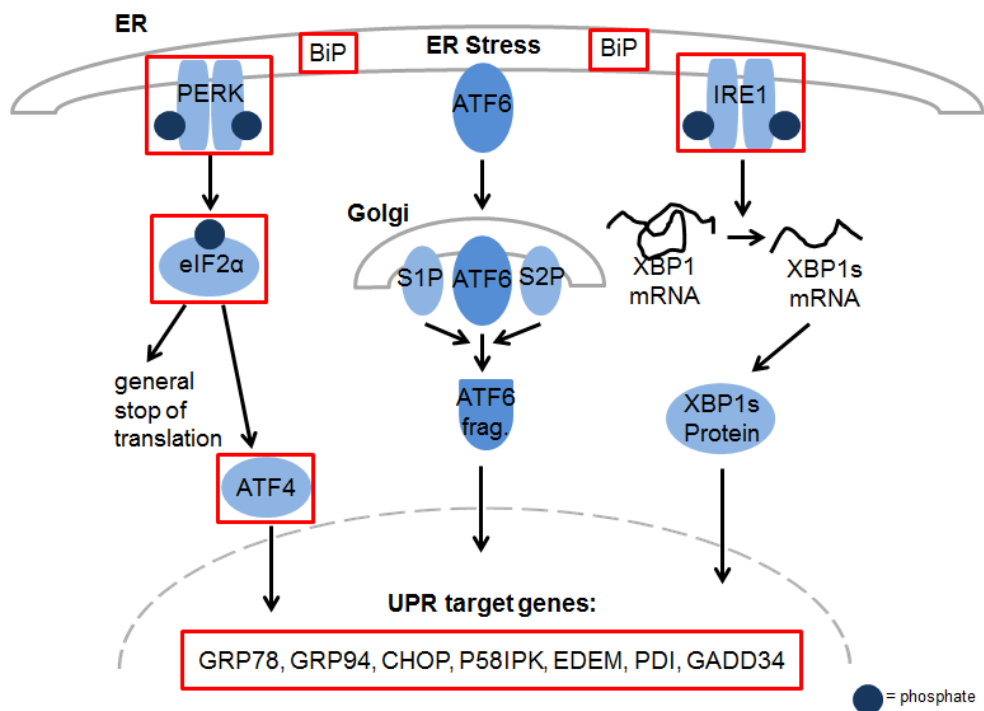 ER
BiP
ER Stress
BiP
PERK
ATF6
IRE1
Golgi
eIF2α
S1P
ATF6
S2P
XBP1
mRNA
XBP1s
mRNA
general
stop of
translation
ATF6
frag.
XBP1s
Protein
ATF4
UPR target genes:
GRP78, GRP94, CHOP, P58IPK, EDEM, PDI, GADD34
= phosphate